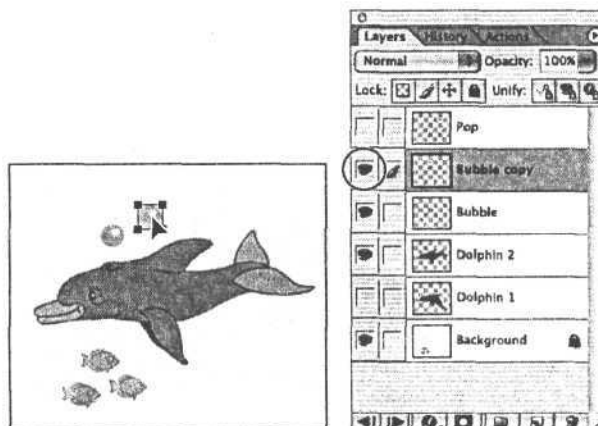 Layers History Actions
Normal Opacity: 100%
Lock: Unify:
Pop
Bubble copy
Bubble
Dolphin 2
Dolphin 1
Background